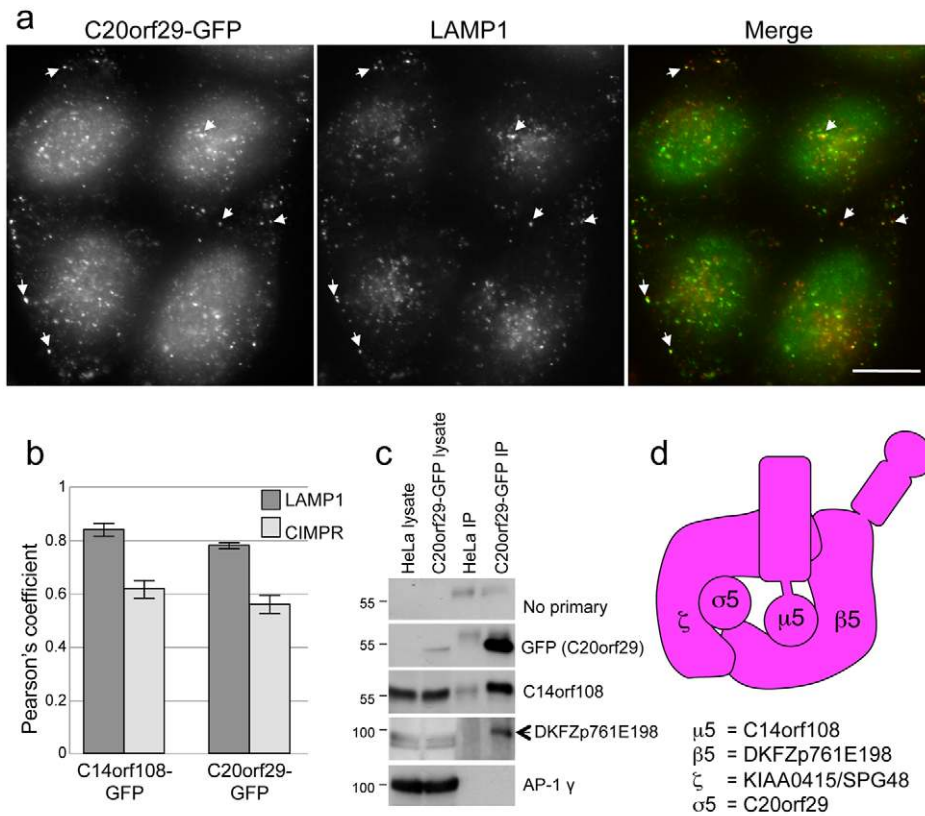 a
C20orf29-GFP
LAMP1
Merge
b
Pearson's coefficient
1
0.8
0.6
0.4
0.2
0
LAMP1
CIMPR
C14orf108-
GFP
C20orf29-
GFP
c
HeLa lysate
C20orf29-GFP lysate
HeLa IP
C20orf29-GFP IP
55
No primary
55
GFP (C20orf29)
55
C14orf108
100
DKFZp761E198
100
AP-1 γ
d
ζ
σ5
μ5
β5
μ5 = C14orf108
β5 = DKFZp761E198
ζ = KIAA0415/SPG48
σ5 = C20orf29